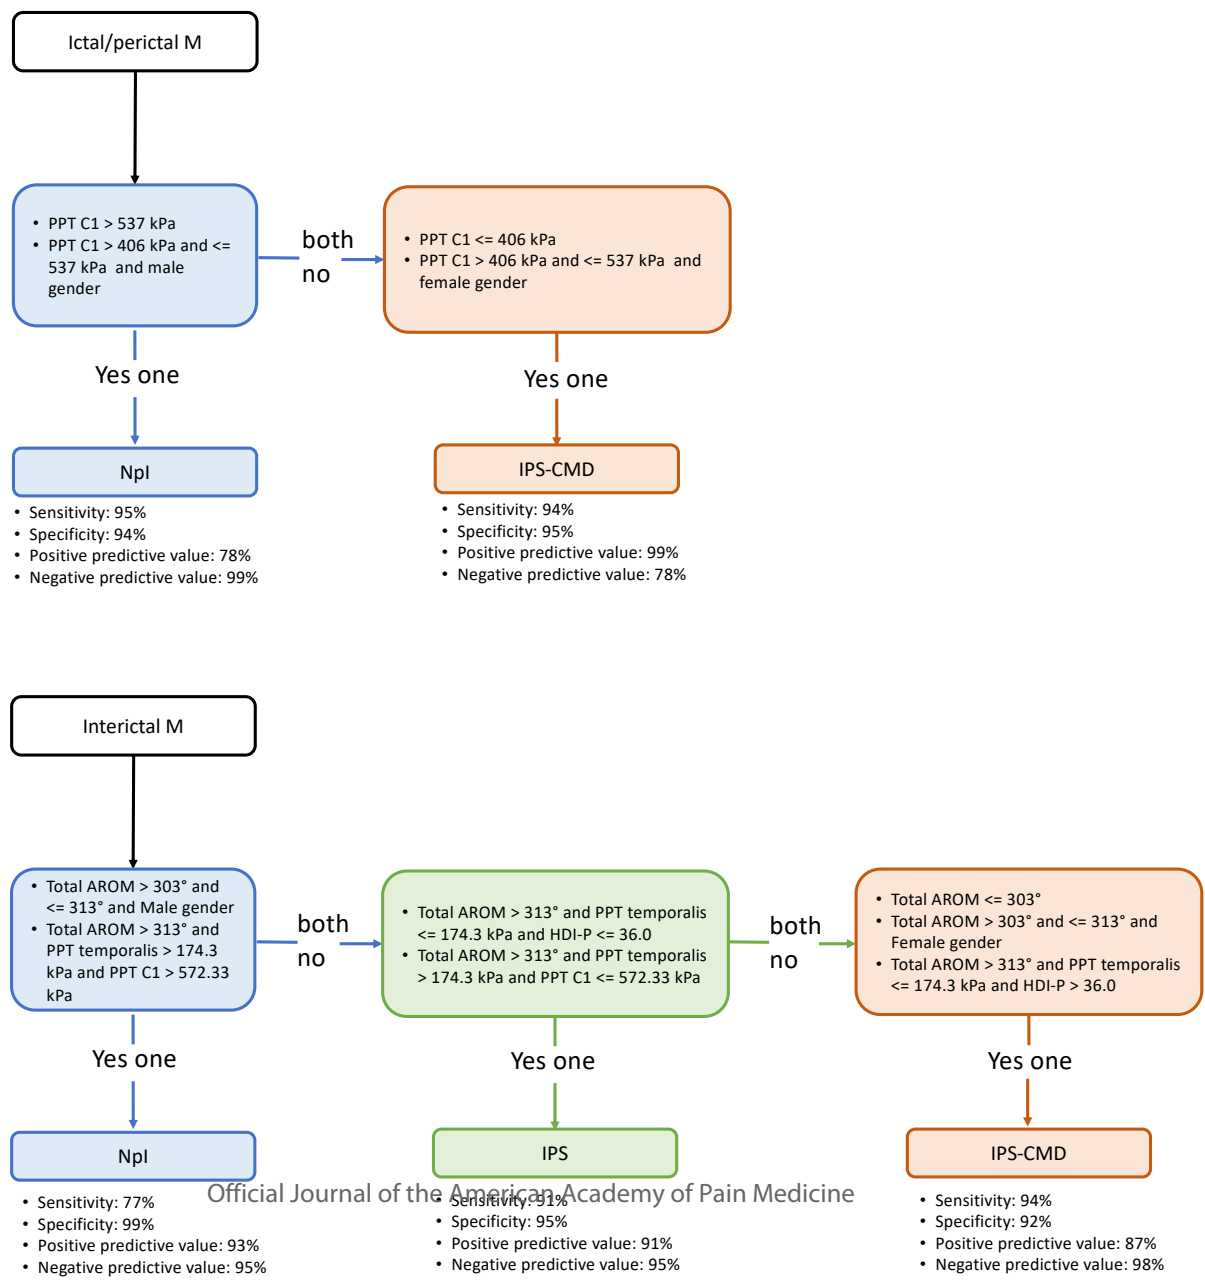 Ictal/perictal M
• PPT C1 > 537 kPa
• PPT C1 > 406 kPa and <=
537 kPa and male
gender
both
no
• PPT C1 <= 406 kPa
• PPT C1 > 406 kPa and <= 537 kPa and
female gender
Yes one
Yes one
NpI
• Sensitivity: 95%
• Specificity: 94%
• Positive predictive value: 78%
• Negative predictive value: 99%
IPS-CMD
• Sensitivity: 94%
• Specificity: 95%
• Positive predictive value: 99%
• Negative predictive value: 78%
Interictal M
• Total AROM > 303° and
<= 313° and Male gender
• Total AROM > 313° and
PPT temporalis > 174.3
kPa and PPT C1 > 572.33
kPa
both
no
• Total AROM > 313° and PPT temporalis
<= 174.3 kPa and HDI-P <= 36.0
• Total AROM > 313° and PPT temporalis
> 174.3 kPa and PPT C1 <= 572.33 kPa
both
no
• Total AROM <= 303°
• Total AROM > 303° and <= 313° and
Female gender
• Total AROM > 313° and PPT temporalis
<= 174.3 kPa and HDI-P > 36.0
Yes one
Yes one
Yes one
NpI
• Sensitivity: 77%
• Specificity: 99%
• Positive predictive value: 93%
• Negative predictive value: 95%
IPS
• Sensitivity: 91%
• Specificity: 95%
• Positive predictive value: 91%
• Negative predictive value: 95%
IPS-CMD
• Sensitivity: 94%
• Specificity: 92%
• Positive predictive value: 87%
• Negative predictive value: 98%
Official Journal of the American Academy of Pain Medicine